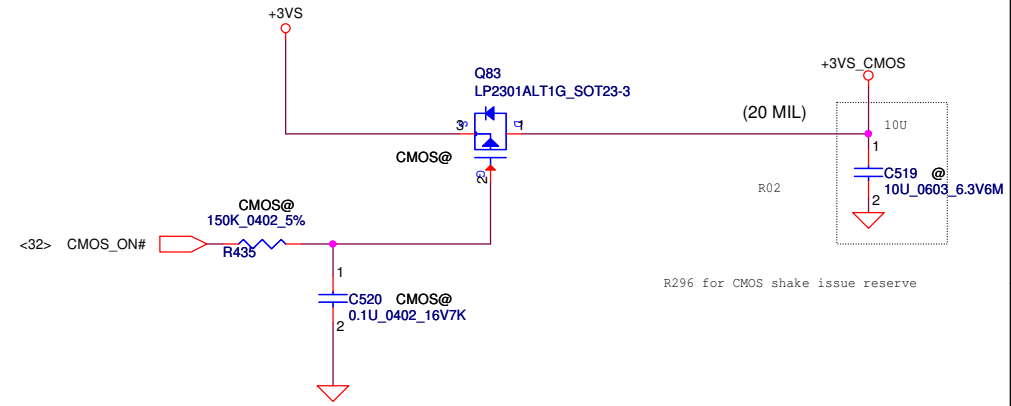 +3VS
Q83
LP2301ALT1G_SOT23-3
+3VS_CMOS
(20 MIL)
10U
3
S
D
1
1
CMOS@
G
2
C519 @
10U_0603_6.3V6M
R02
2
CMOS@
150K_0402_5%
<32> CMOS_ON#
R435
1
R296 for CMOS shake issue reserve
C520 CMOS@
0.1U_0402_16V7K
2